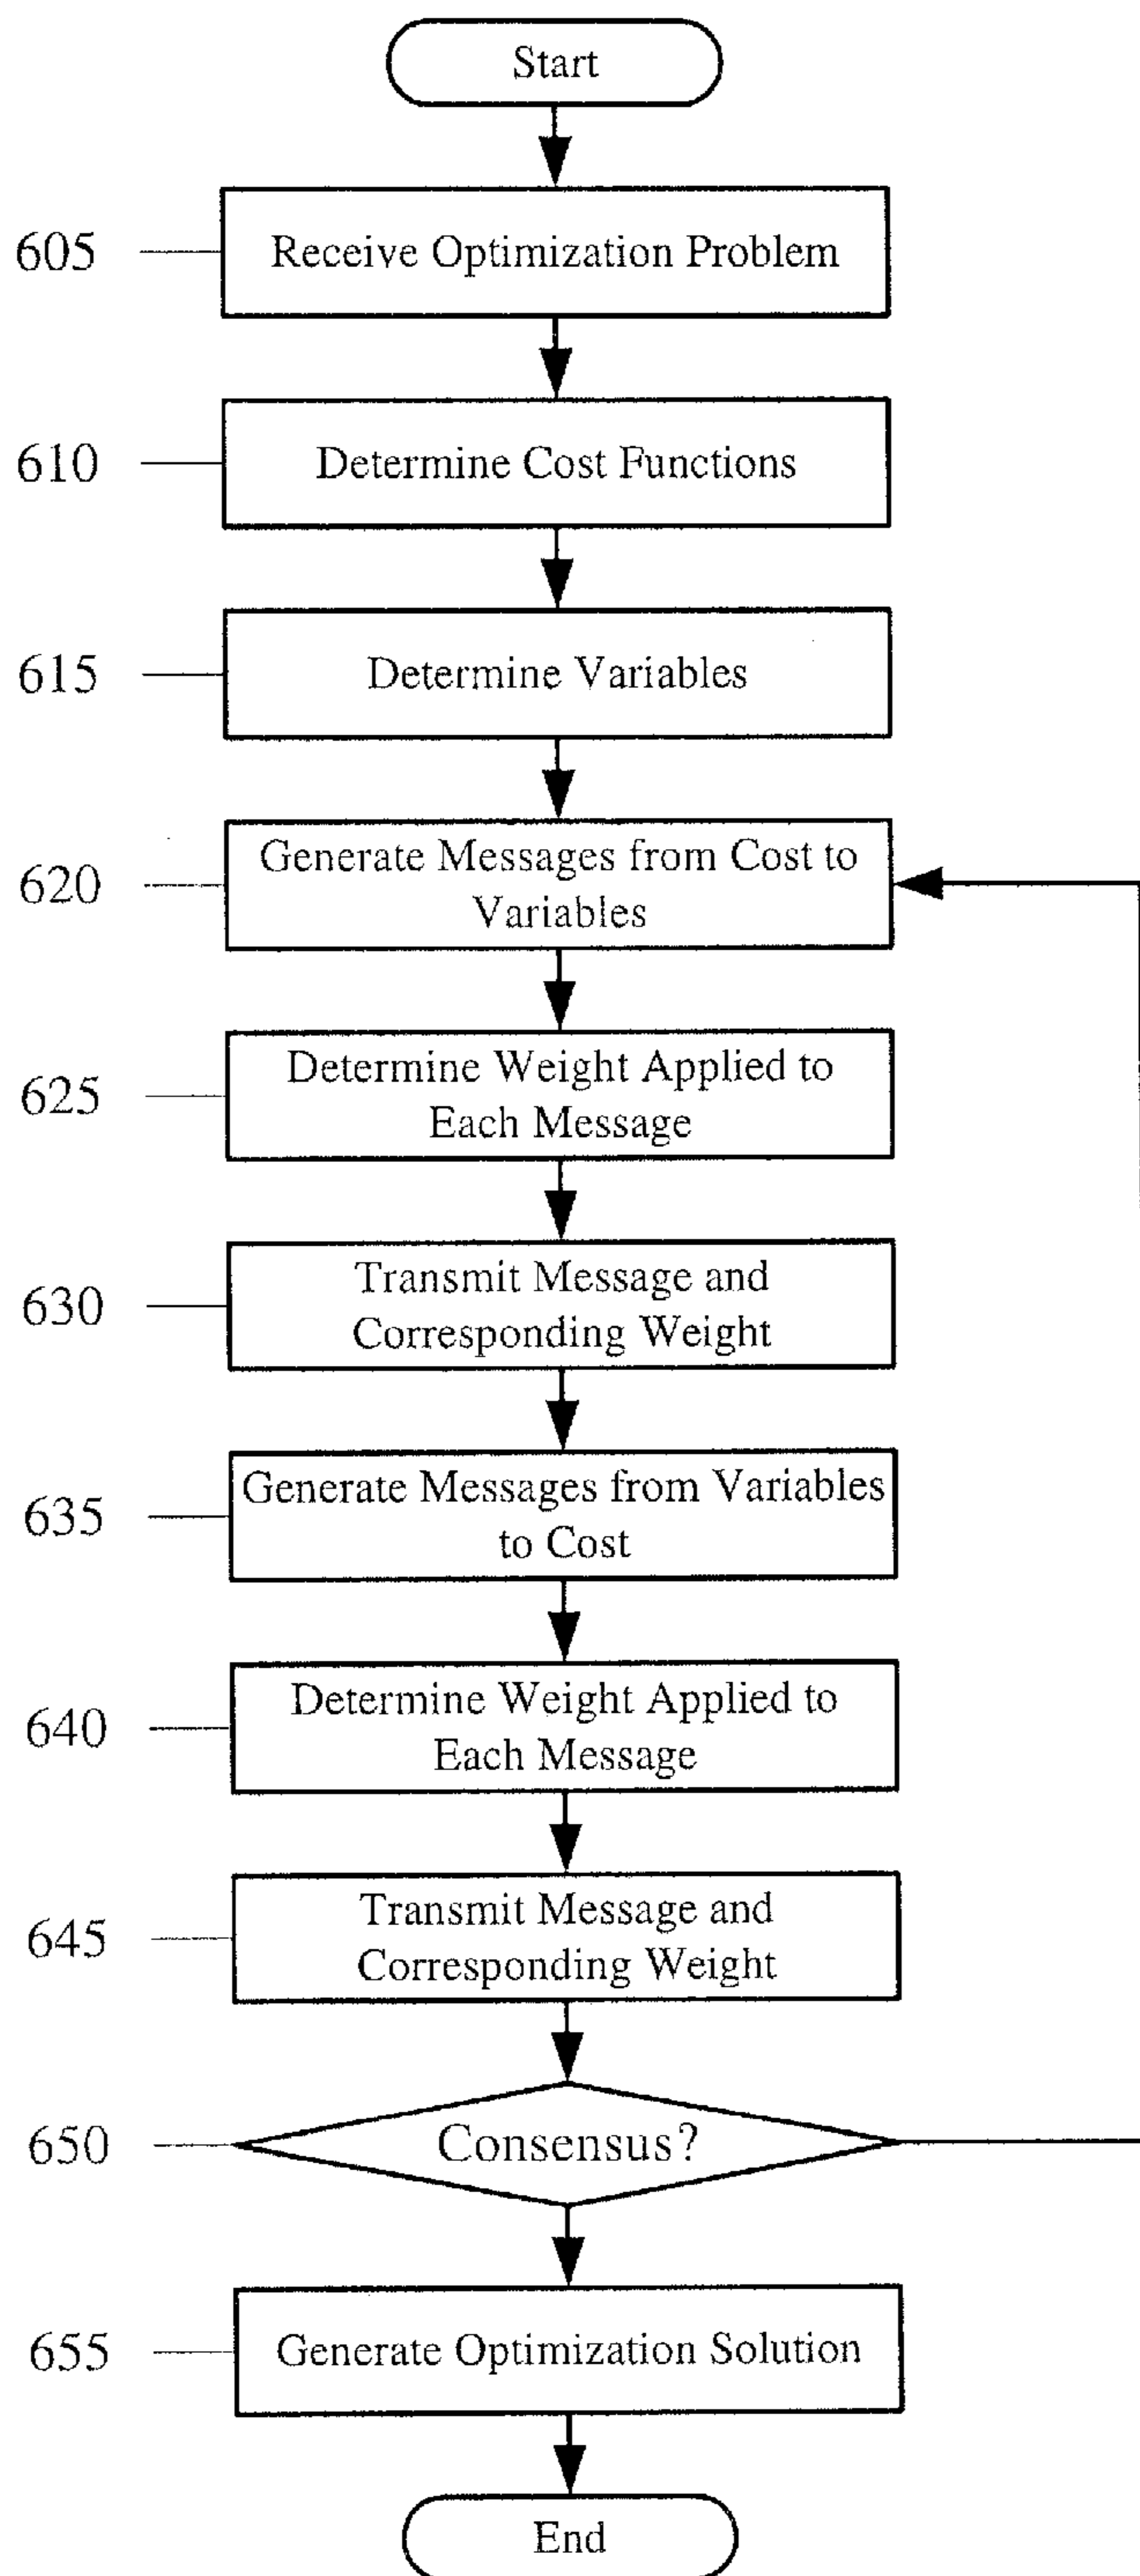 Start
605
Receive Optimization Problem
610
Determine Cost Functions
615
Determine Variables
620
Generate Messages from Cost to
Variables
625
Determine Weight Applied to
Each Message
630
Transmit Message and
Corresponding Weight
635
Generate Messages from Variables
to Cost
640
Determine Weight Applied to
Each Message
645
Transmit Message and
Corresponding Weight
650
Consensus?
655
Generate Optimization Solution
End